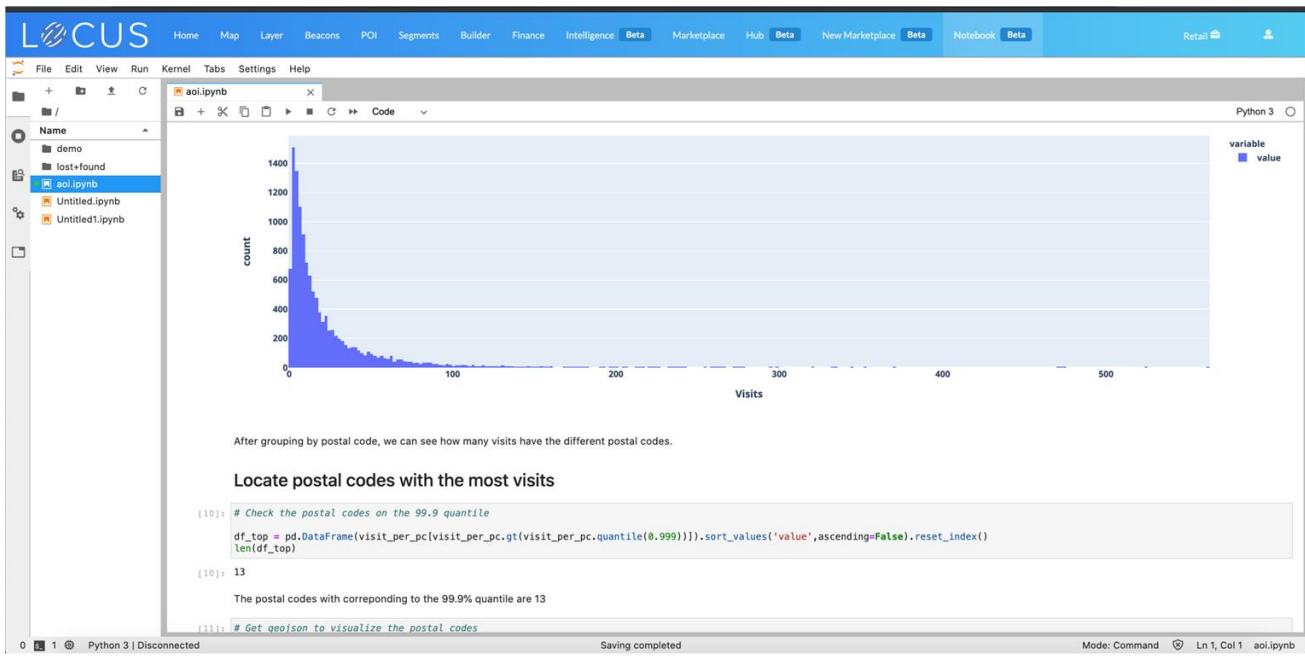 LOCUS
Home Map Layer Beacons POI Segments Builder Finance Intelligence Beta Marketplace Hub Beta New Marketplace Beta Notebook Beta Retail
File Edit View Run Kernel Tabs Settings Help
aoi.ipynb
/
Code
Python 3
Name
demo
lost+found
aoi.ipynb
Untitled.ipynb
Untitled1.ipynb
variable
value
1400
1200
1000
800
600
400
200
0
count
0 100 200 300 400 500
Visits
After grouping by postal code, we can see how many visits have the different postal codes.
Locate postal codes with the most visits
[10]: # Check the postal codes on the 99.9 quantile
df_top = pd.DataFrame(visit_per_pc[visit_per_pc.gt(visit_per_pc.quantile(0.999))]).sort_values('value',ascending=False).reset_index()
len(df_top)
[10]: 13
The postal codes with correponding to the 99.9% quantile are 13
[11]: # Get geojson to visualize the postal codes
0 1 Python 3 | Disconnected Saving completed Mode: Command Ln 1, Col 1 aoi.ipynb